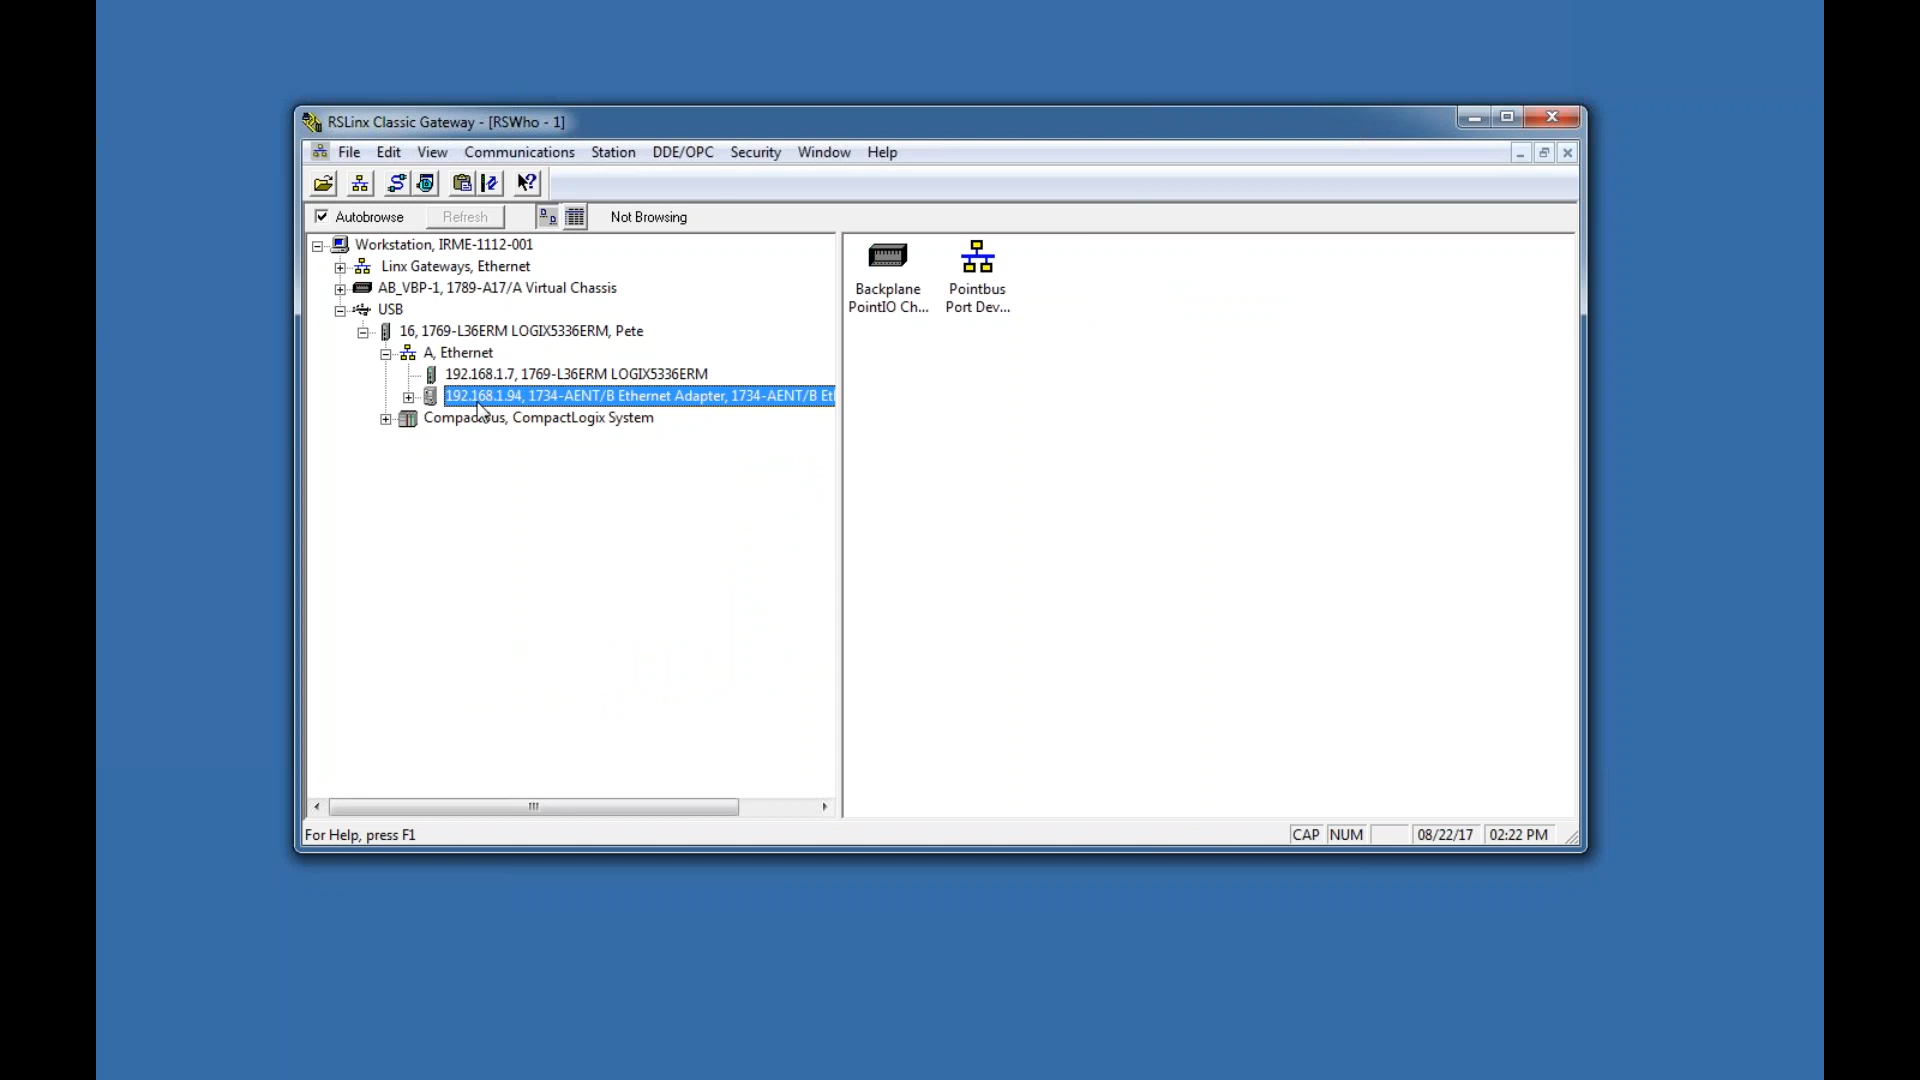 RSLinx Classic Gateway - [RSWho - 1]
File Edit View Communications Station DDE/OPC Security Window Help
Autobrowse Refresh Not Browsing
Workstation, IRME-1112-001
Linx Gateways, Ethernet
AB_VBP-1, 1789-A17/A Virtual Chassis
USB
16, 1769-L36ERM LOGIX5336ERM, Pete
A, Ethernet
192.168.1.7, 1769-L36ERM LOGIX5336ERM
192.168.1.94, 1734-AENT/B Ethernet Adapter, 1734-AENT/B Et
CompactBus, CompactLogix System
Backplane
PointIO Ch...
Pointbus
Port Dev...
For Help, press F1
CAP NUM 08/22/17 02:22 PM